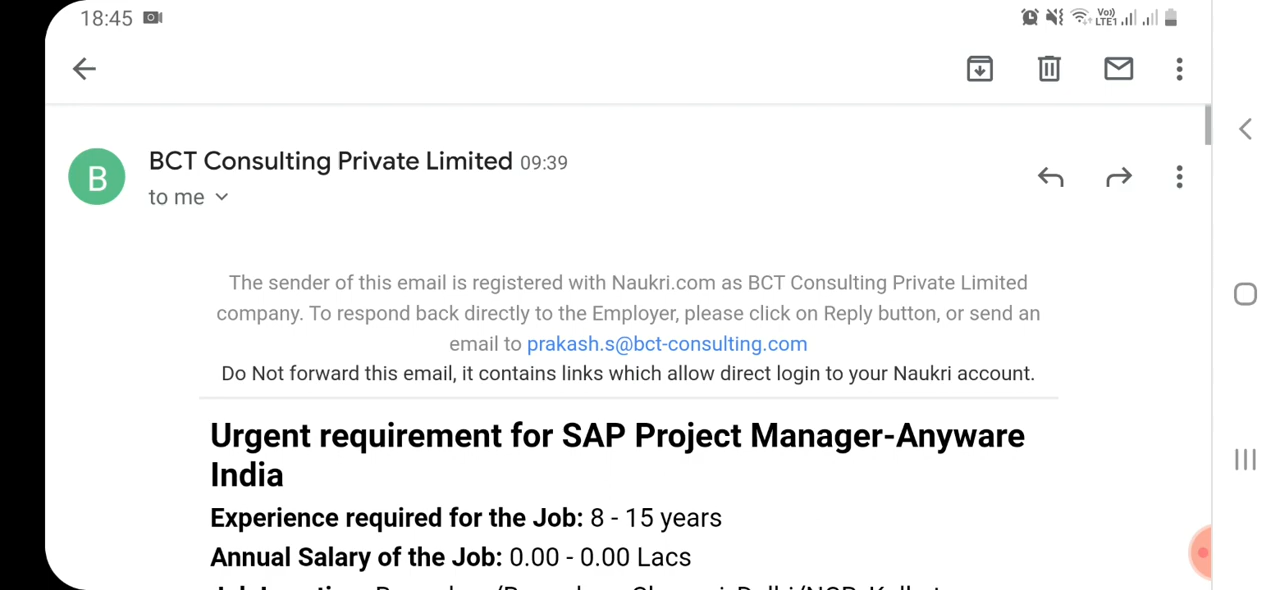 18:45
Vo)) LTE1
B
BCT Consulting Private Limited 09:39
to me
The sender of this email is registered with Naukri.com as BCT Consulting Private Limited
company. To respond back directly to the Employer, please click on Reply button, or send an
email to prakash.s@bct-consulting.com
Do Not forward this email, it contains links which allow direct login to your Naukri account.
Urgent requirement for SAP Project Manager-Anyware
India
Experience required for the Job: 8 - 15 years
Annual Salary of the Job: 0.00 - 0.00 Lacs